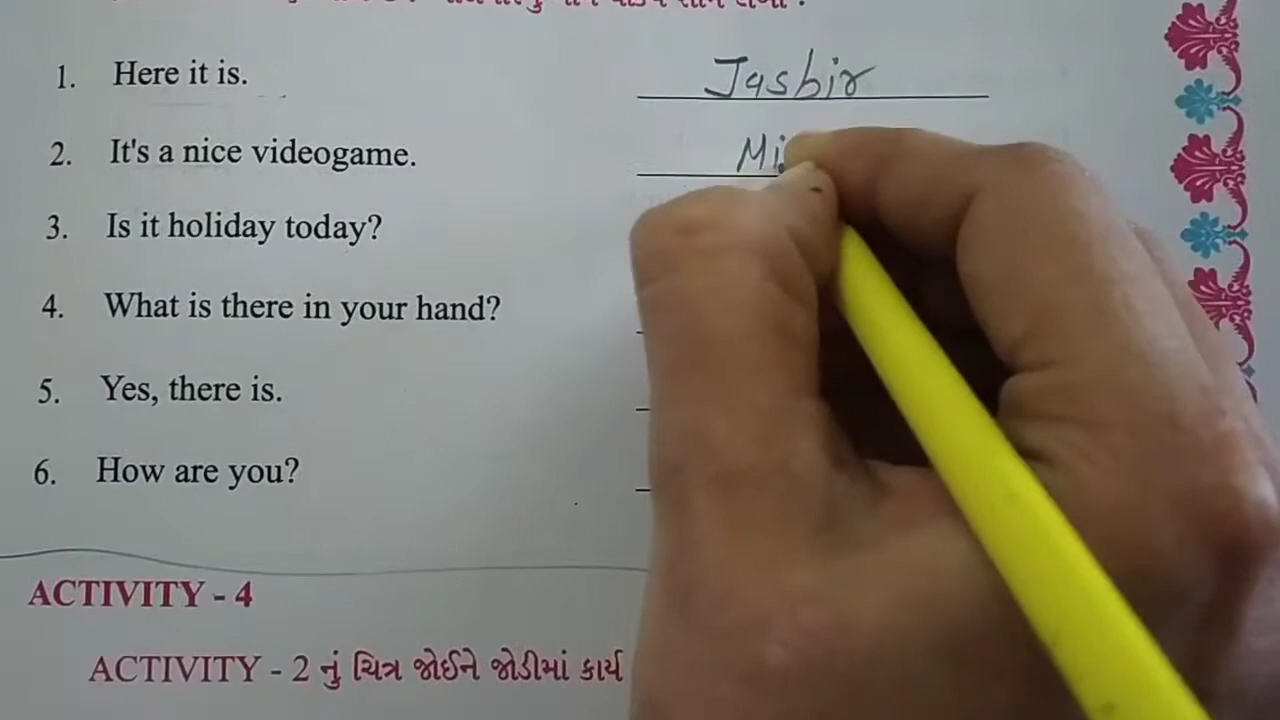 1. Here it is. Jasbir
2. It's a nice videogame. Mi
3. Is it holiday today?
4. What is there in your hand?
5. Yes, there is.
6. How are you?
ACTIVITY - 4
ACTIVITY - 2 નું ચિત્ર જોઈને જોડીમાં કાર્ય